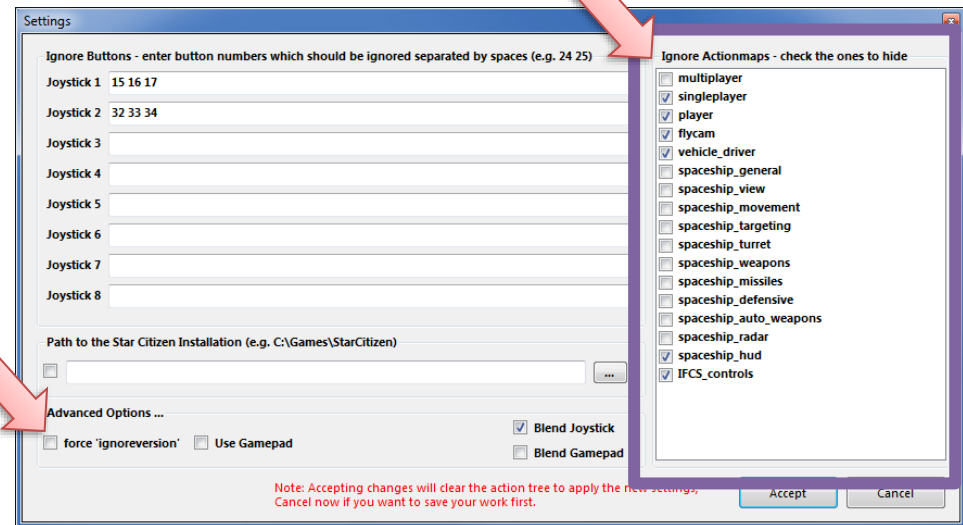 Settings
Ignore Buttons - enter button numbers which should be ignored separated by spaces (e.g. 24 25)
Joystick 1 15 16 17
Joystick 2 32 33 34
Joystick 3
Joystick 4
Joystick 5
Joystick 6
Joystick 7
Joystick 8
Path to the Star Citizen Installation (e.g. C:\Games\StarCitizen)
...
Advanced Options ...
force 'ignoreversion' Use Gamepad
Blend Joystick
Blend Gamepad
Ignore Actionmaps - check the ones to hide
multiplayer
singleplayer
player
flycam
vehicle_driver
spaceship_general
spaceship_view
spaceship_movement
spaceship_targeting
spaceship_turret
spaceship_weapons
spaceship_missiles
spaceship_defensive
spaceship_auto_weapons
spaceship_radar
spaceship_hud
IFCS_controls
Note: Accepting changes will clear the action tree to apply the new settings,
Cancel now if you want to save your work first.
Accept Cancel